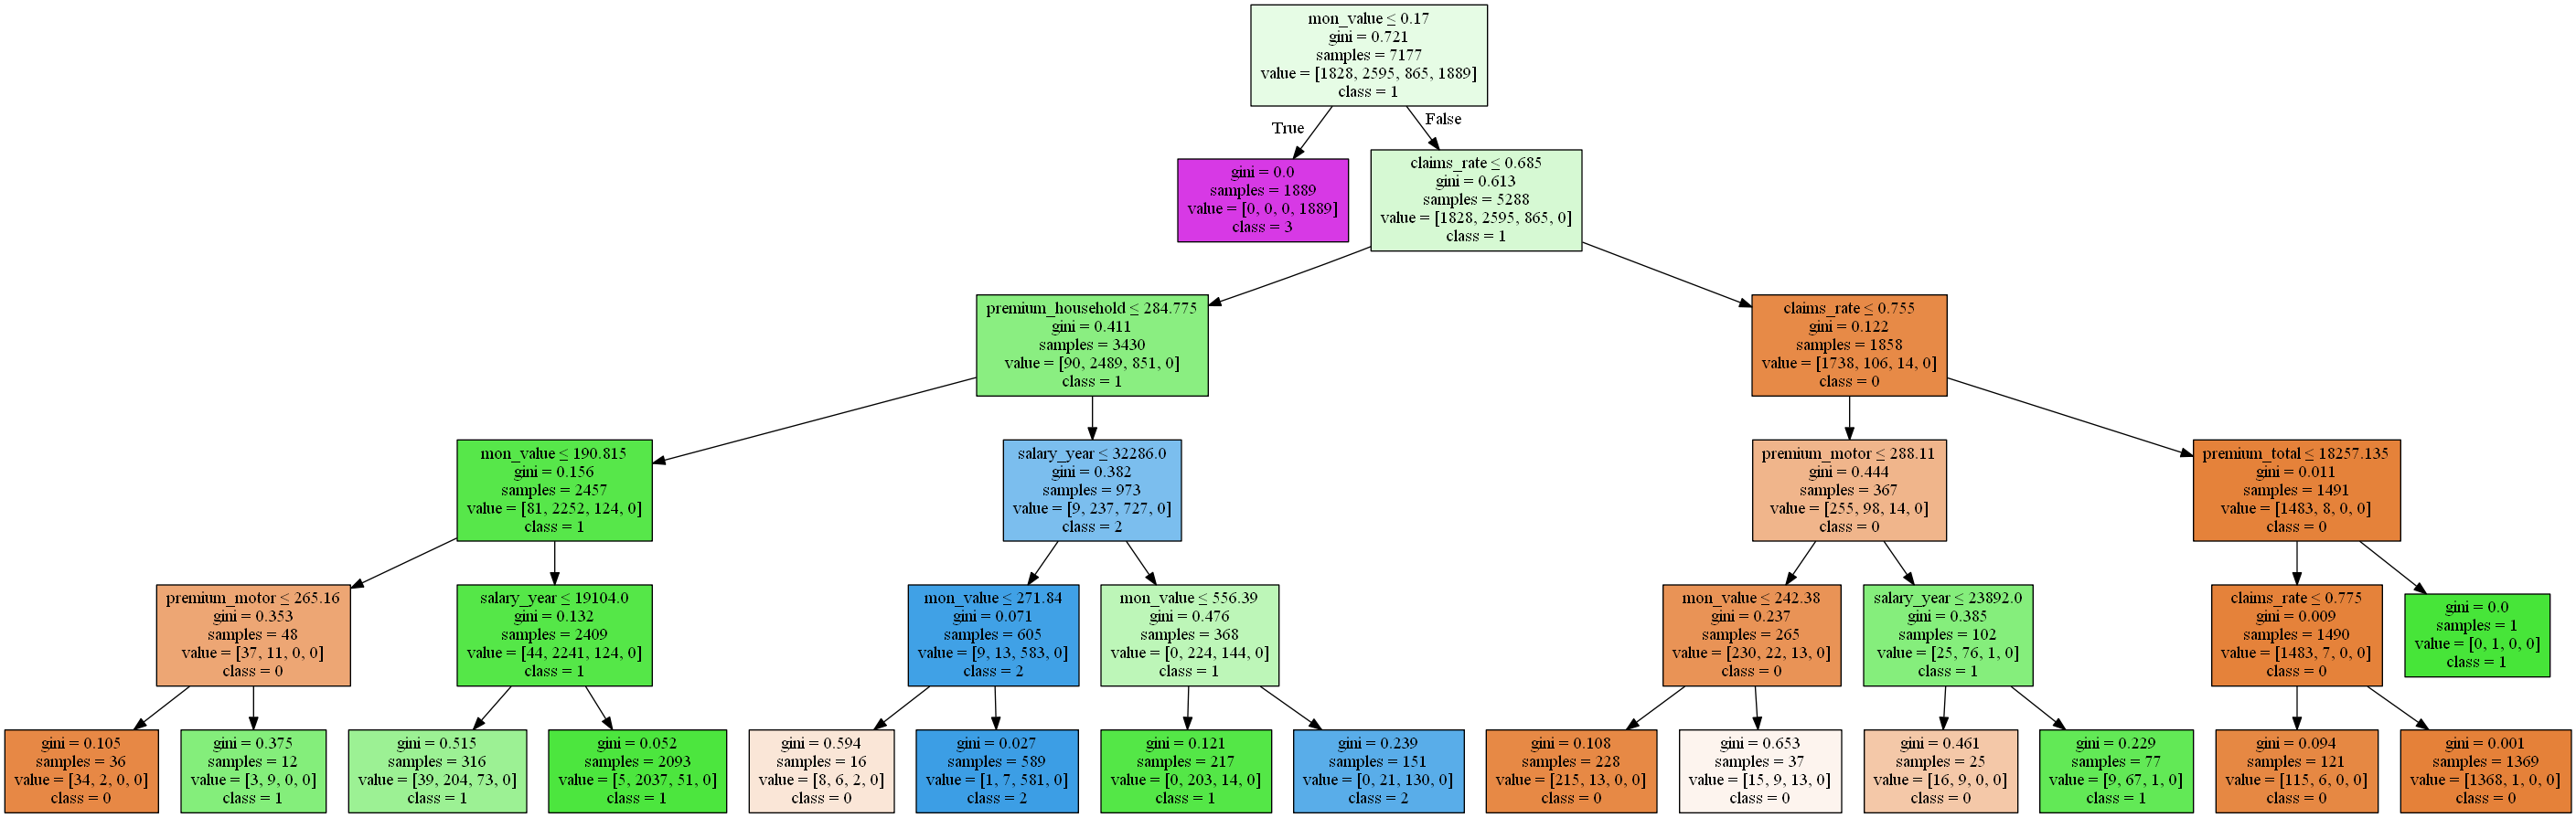 mon_value ≤ 0.17
gini = 0.721
samples = 7177
value = [1828, 2595, 865, 1889]
class = 1
True
False
gini = 0.0
samples = 1889
value = [0, 0, 0, 1889]
class = 3
claims_rate ≤ 0.685
gini = 0.613
samples = 5288
value = [1828, 2595, 865, 0]
class = 1
premium_household ≤ 284.775
gini = 0.411
samples = 3430
value = [90, 2489, 851, 0]
class = 1
claims_rate ≤ 0.755
gini = 0.122
samples = 1858
value = [1738, 106, 14, 0]
class = 0
mon_value ≤ 190.815
gini = 0.156
samples = 2457
value = [81, 2252, 124, 0]
class = 1
salary_year ≤ 32286.0
gini = 0.382
samples = 973
value = [9, 237, 727, 0]
class = 2
premium_motor ≤ 288.11
gini = 0.444
samples = 367
value = [255, 98, 14, 0]
class = 0
premium_total ≤ 18257.135
gini = 0.011
samples = 1491
value = [1483, 8, 0, 0]
class = 0
premium_motor ≤ 265.16
gini = 0.353
samples = 48
value = [37, 11, 0, 0]
class = 0
salary_year ≤ 19104.0
gini = 0.132
samples = 2409
value = [44, 2241, 124, 0]
class = 1
mon_value ≤ 271.84
gini = 0.071
samples = 605
value = [9, 13, 583, 0]
class = 2
mon_value ≤ 556.39
gini = 0.476
samples = 368
value = [0, 224, 144, 0]
class = 1
mon_value ≤ 242.38
gini = 0.237
samples = 265
value = [230, 22, 13, 0]
class = 0
salary_year ≤ 23892.0
gini = 0.385
samples = 102
value = [25, 76, 1, 0]
class = 1
claims_rate ≤ 0.775
gini = 0.009
samples = 1490
value = [1483, 7, 0, 0]
class = 0
gini = 0.0
samples = 1
value = [0, 1, 0, 0]
class = 1
gini = 0.105
samples = 36
value = [34, 2, 0, 0]
class = 0
gini = 0.375
samples = 12
value = [3, 9, 0, 0]
class = 1
gini = 0.515
samples = 316
value = [39, 204, 73, 0]
class = 1
gini = 0.052
samples = 2093
value = [5, 2037, 51, 0]
class = 1
gini = 0.594
samples = 16
value = [8, 6, 2, 0]
class = 0
gini = 0.027
samples = 589
value = [1, 7, 581, 0]
class = 2
gini = 0.121
samples = 217
value = [0, 203, 14, 0]
class = 1
gini = 0.239
samples = 151
value = [0, 21, 130, 0]
class = 2
gini = 0.108
samples = 228
value = [215, 13, 0, 0]
class = 0
gini = 0.653
samples = 37
value = [15, 9, 13, 0]
class = 0
gini = 0.461
samples = 25
value = [16, 9, 0, 0]
class = 0
gini = 0.229
samples = 77
value = [9, 67, 1, 0]
class = 1
gini = 0.094
samples = 121
value = [115, 6, 0, 0]
class = 0
gini = 0.001
samples = 1369
value = [1368, 1, 0, 0]
class = 0